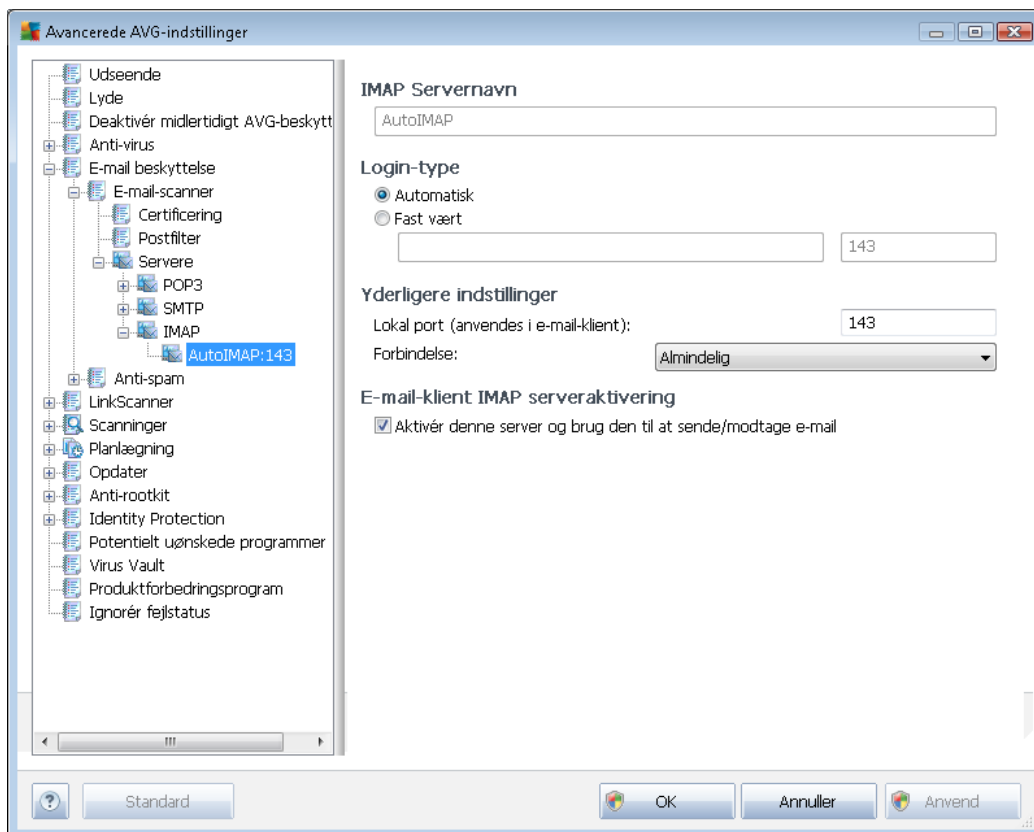 Avancerede AVG-indstillinger
Udseende
Lyde
Deaktivér midlertidigt AVG-beskytt
Anti-virus
E-mail beskyttelse
E-mail-scanner
Certificering
Postfilter
Servere
POP3
SMTP
IMAP
AutoIMAP:143
Anti-spam
LinkScanner
Scanninger
Planlægning
Opdater
Anti-rootkit
Identity Protection
Potentielt uønskede programmer
Virus Vault
Produktforbedringsprogram
Ignorér fejlstatus
IMAP Servernavn
AutoIMAP
Login-type
Automatisk
Fast vært
143
Yderligere indstillinger
Lokal port (anvendes i e-mail-klient): 143
Forbindelse: Almindelig
E-mail-klient IMAP serveraktivering
Aktivér denne server og brug den til at sende/modtage e-mail
? Standard OK Annuller Anvend